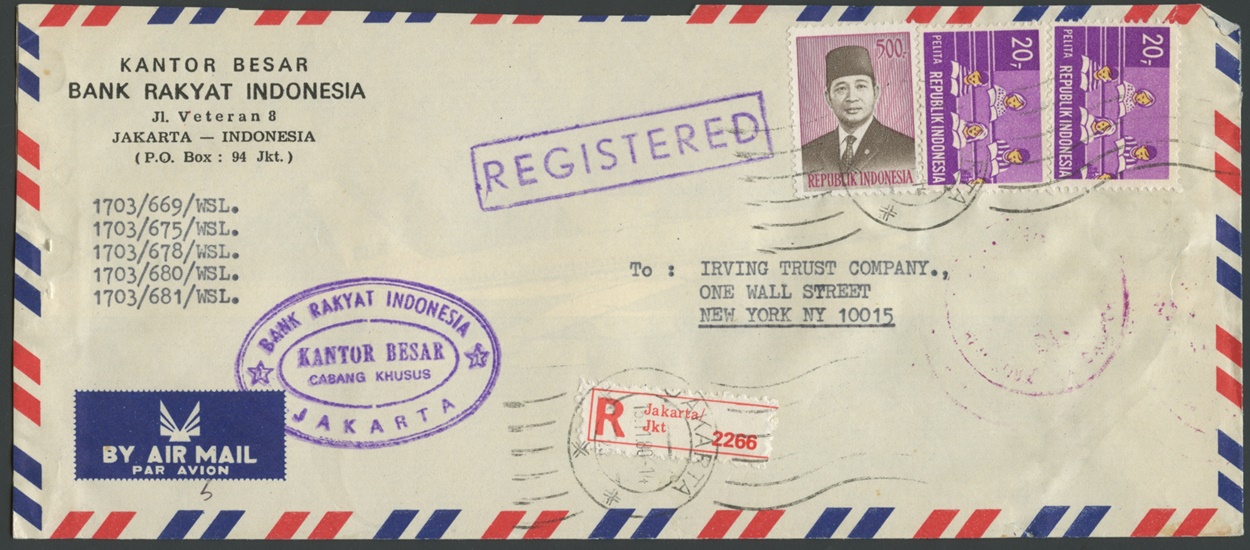 KANTOR BESAR
BANK RAKYAT INDONESIA
Jl. Veteran 8
JAKARTA — INDONESIA
(P.O. Box : 94 Jkt.)
1703/669/WSL.
1703/675/WSL.
1703/678/WSL.
1703/680/WSL.
1703/681/WSL.
REGISTERED
500,-
REPUBLIK INDONESIA
20,-
PELITA
REPUBLIK INDONESIA
20,-
PELITA
REPUBLIK INDONESIA
To : IRVING TRUST COMPANY.,
ONE WALL STREET
NEW YORK NY 10015
BANK RAKYAT INDONESIA
KANTOR BESAR
CABANG KHUSUS
JAKARTA
BY AIR MAIL
PAR AVION
R
Jakarta/
Jkt
2266
JAKARTA